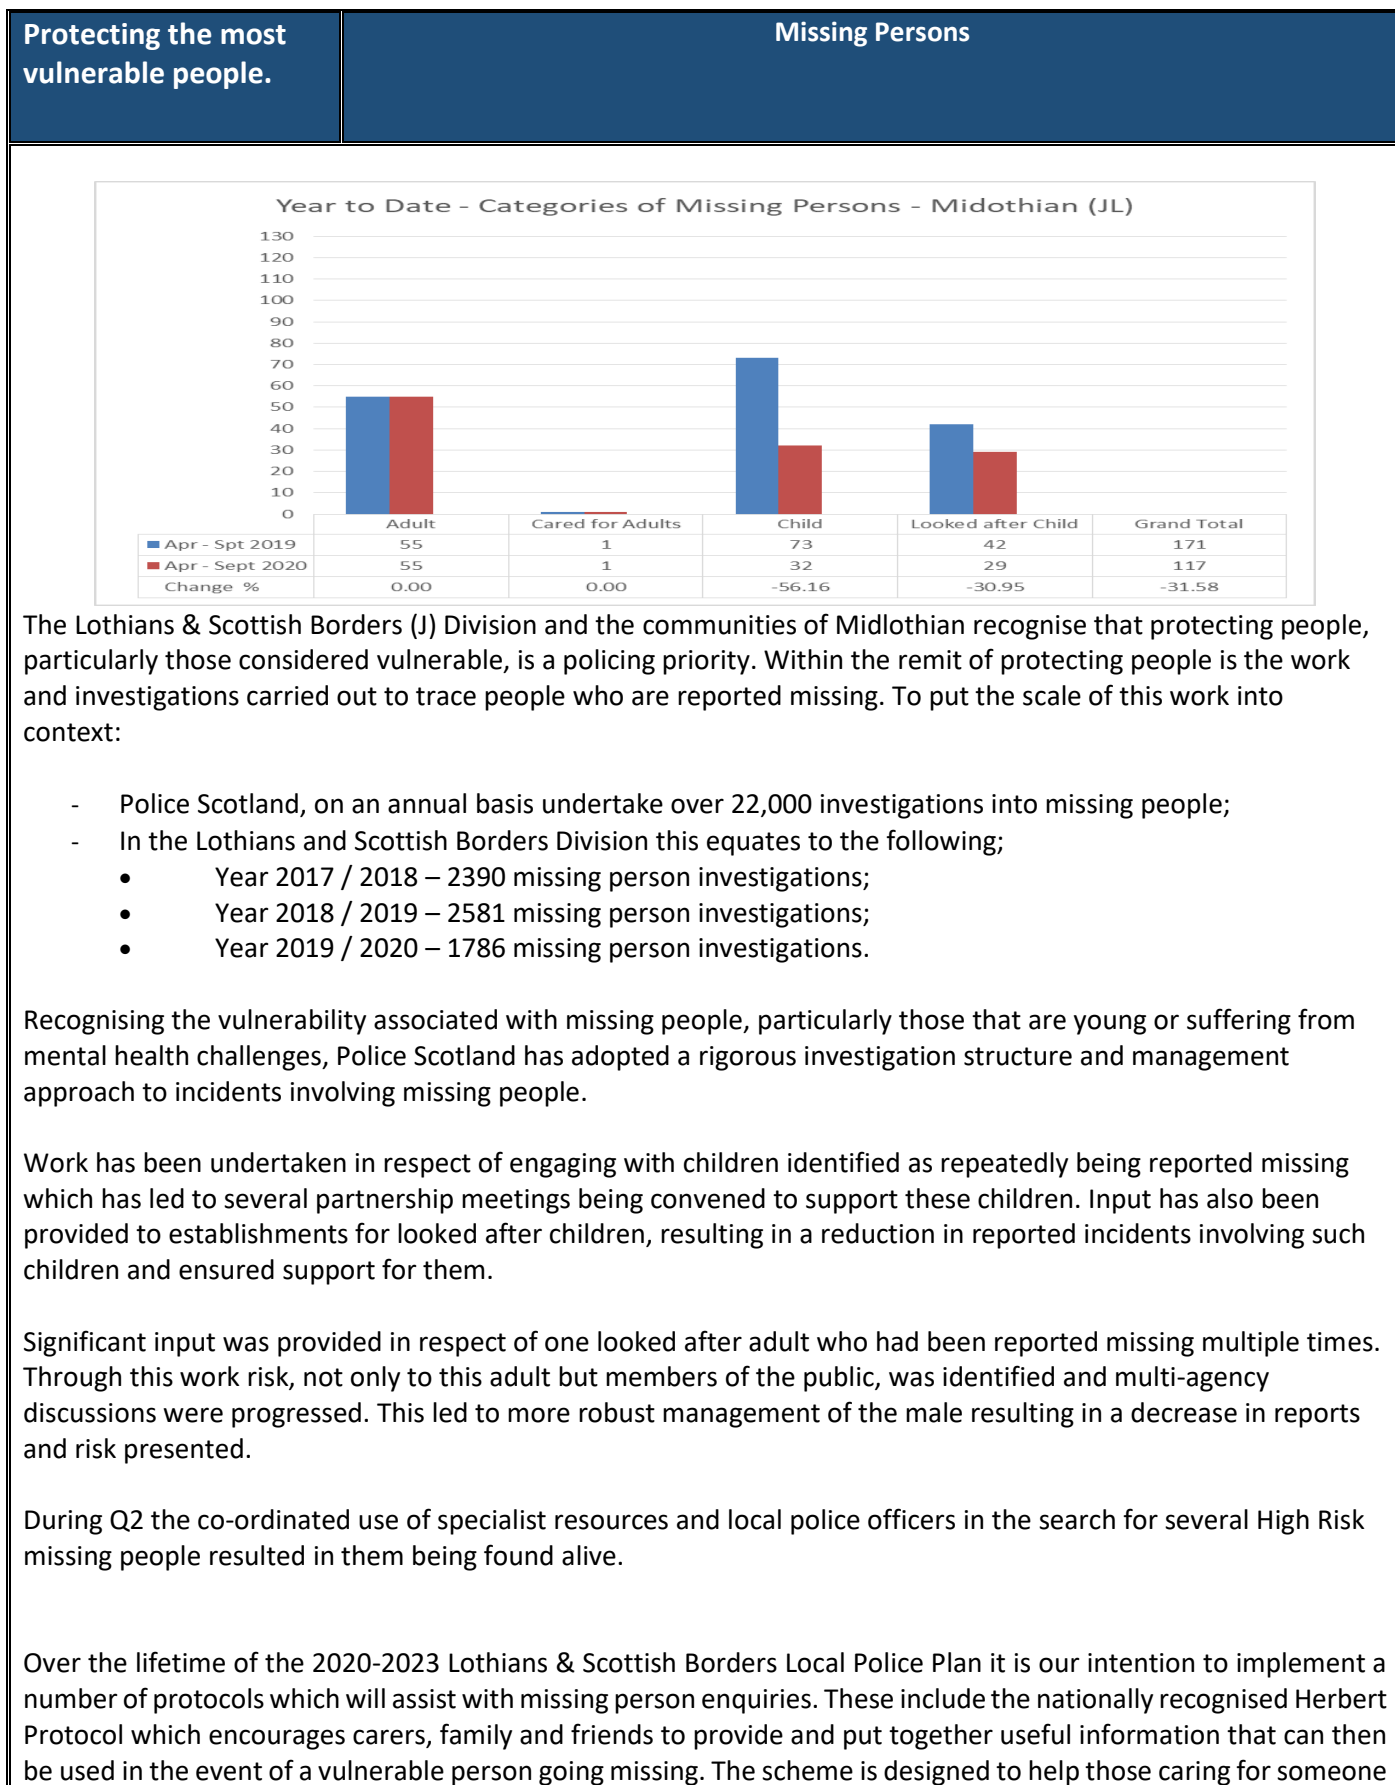 Protecting the most
vulnerable people.
Missing Persons
Year to Date - Categories of Missing Persons - Midothian (JL)
130
120
110
100
90
80
70
60
50
40
30
20
10
0
Adult Cared for Adults Child Looked after Child Grand Total
Apr - Spt 2019 55 1 73 42 171
Apr - Sept 2020 55 1 32 29 117
Change % 0.00 0.00 -56.16 -30.95 -31.58
The Lothians & Scottish Borders (J) Division and the communities of Midlothian recognise that protecting people,
particularly those considered vulnerable, is a policing priority. Within the remit of protecting people is the work
and investigations carried out to trace people who are reported missing. To put the scale of this work into
context:
- Police Scotland, on an annual basis undertake over 22,000 investigations into missing people;
- In the Lothians and Scottish Borders Division this equates to the following;
• Year 2017 / 2018 – 2390 missing person investigations;
• Year 2018 / 2019 – 2581 missing person investigations;
• Year 2019 / 2020 – 1786 missing person investigations.
Recognising the vulnerability associated with missing people, particularly those that are young or suffering from
mental health challenges, Police Scotland has adopted a rigorous investigation structure and management
approach to incidents involving missing people.
Work has been undertaken in respect of engaging with children identified as repeatedly being reported missing
which has led to several partnership meetings being convened to support these children. Input has also been
provided to establishments for looked after children, resulting in a reduction in reported incidents involving such
children and ensured support for them.
Significant input was provided in respect of one looked after adult who had been reported missing multiple times.
Through this work risk, not only to this adult but members of the public, was identified and multi-agency
discussions were progressed. This led to more robust management of the male resulting in a decrease in reports
and risk presented.
During Q2 the co-ordinated use of specialist resources and local police officers in the search for several High Risk
missing people resulted in them being found alive.
Over the lifetime of the 2020-2023 Lothians & Scottish Borders Local Police Plan it is our intention to implement a
number of protocols which will assist with missing person enquiries. These include the nationally recognised Herbert
Protocol which encourages carers, family and friends to provide and put together useful information that can then
be used in the event of a vulnerable person going missing. The scheme is designed to help those caring for someone